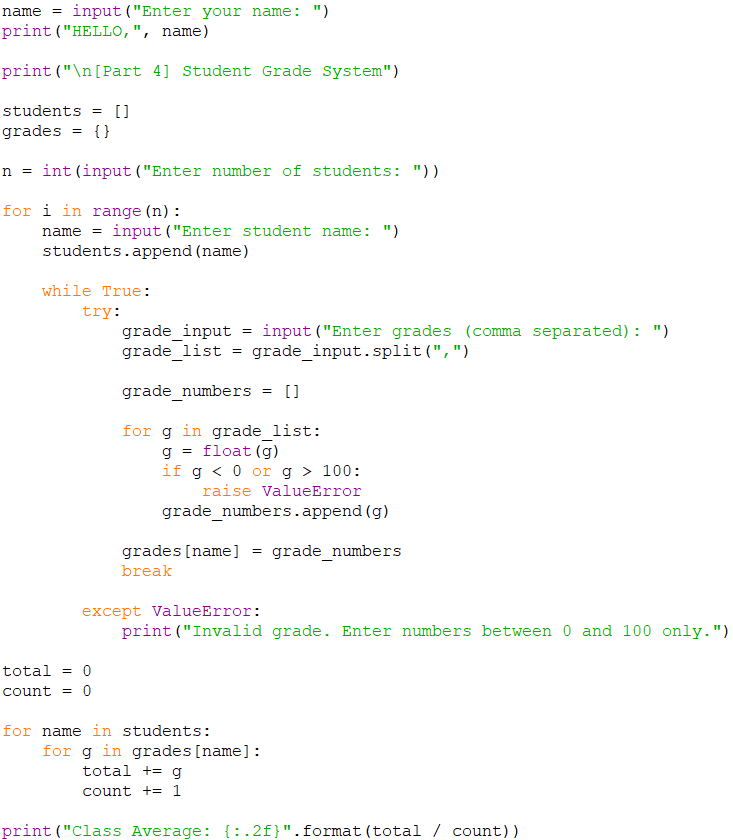 name = input("Enter your name: ")
print("HELLO,", name)

print("\n[Part 4] Student Grade System")

students = []
grades = {}

n = int(input("Enter number of students: "))

for i in range(n):
    name = input("Enter student name: ")
    students.append(name)

    while True:
        try:
            grade_input = input("Enter grades (comma separated): ")
            grade_list = grade_input.split(",")

            grade_numbers = []

            for g in grade_list:
                g = float(g)
                if g < 0 or g > 100:
                    raise ValueError
                grade_numbers.append(g)

            grades[name] = grade_numbers
            break

        except ValueError:
            print("Invalid grade. Enter numbers between 0 and 100 only.")

total = 0
count = 0

for name in students:
    for g in grades[name]:
        total += g
        count += 1

print("Class Average: {:.2f}".format(total / count))